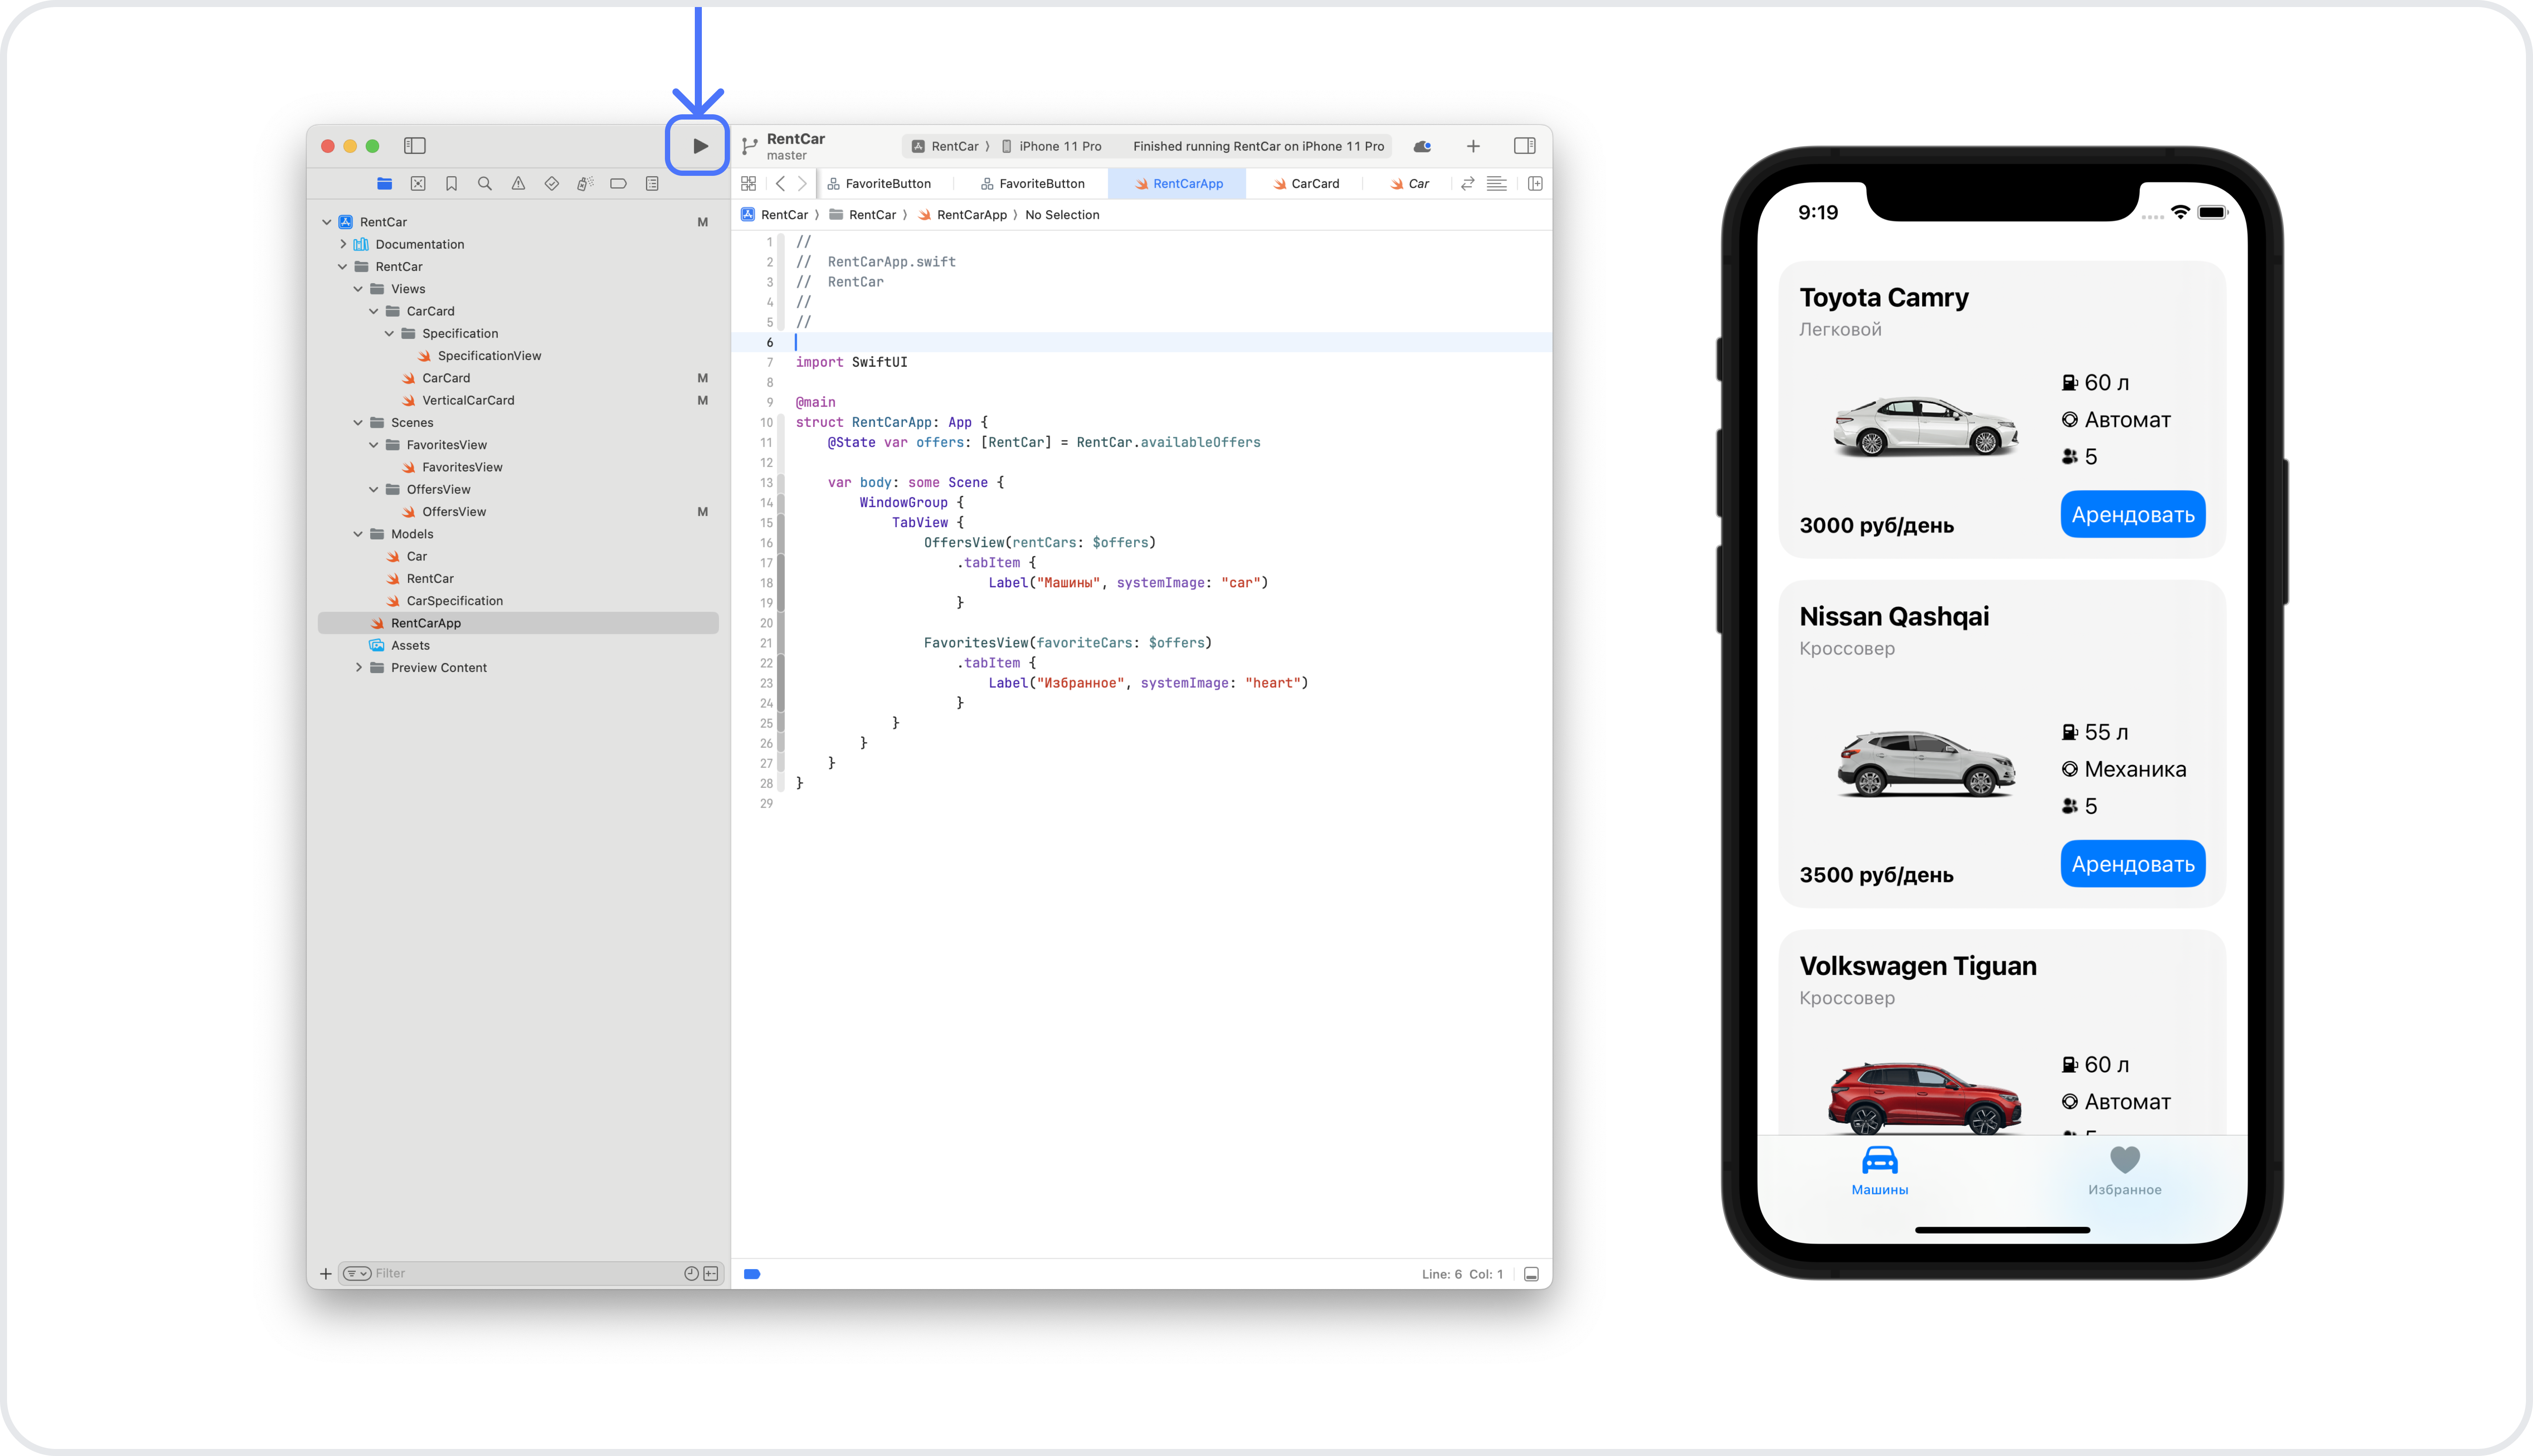 RentCar
master
RentCar
iPhone 11 Pro
Finished running RentCar on iPhone 11 Pro
FavoriteButton
FavoriteButton
RentCarApp
CarCard
Car
RentCar
RentCar
RentCarApp
No Selection
RentCar M
Documentation
RentCar
Views
CarCard
Specification
SpecificationView
CarCard M
VerticalCarCard M
Scenes
FavoritesView
FavoritesView
OffersView
OffersView M
Models
Car
RentCar
CarSpecification
RentCarApp
Assets
Preview Content
Filter
1 //
2 // RentCarApp.swift
3 // RentCar
4 //
5 //
6
7 import SwiftUI
8
9 @main
10 struct RentCarApp: App {
11 @State var offers: [RentCar] = RentCar.availableOffers
12
13 var body: some Scene {
14 WindowGroup {
15 TabView {
16 OffersView(rentCars: $offers)
17 .tabItem {
18 Label("Машины", systemImage: "car")
19 }
20
21 FavoritesView(favoriteCars: $offers)
22 .tabItem {
23 Label("Избранное", systemImage: "heart")
24 }
25 }
26 }
27 }
28 }
29
Line: 6 Col: 1
9:19
Toyota Camry
Легковой
60 л
Автомат
5
3000 руб/день
Арендовать
Nissan Qashqai
Кроссовер
55 л
Механика
5
3500 руб/день
Арендовать
Volkswagen Tiguan
Кроссовер
60 л
Автомат
Машины
Избранное